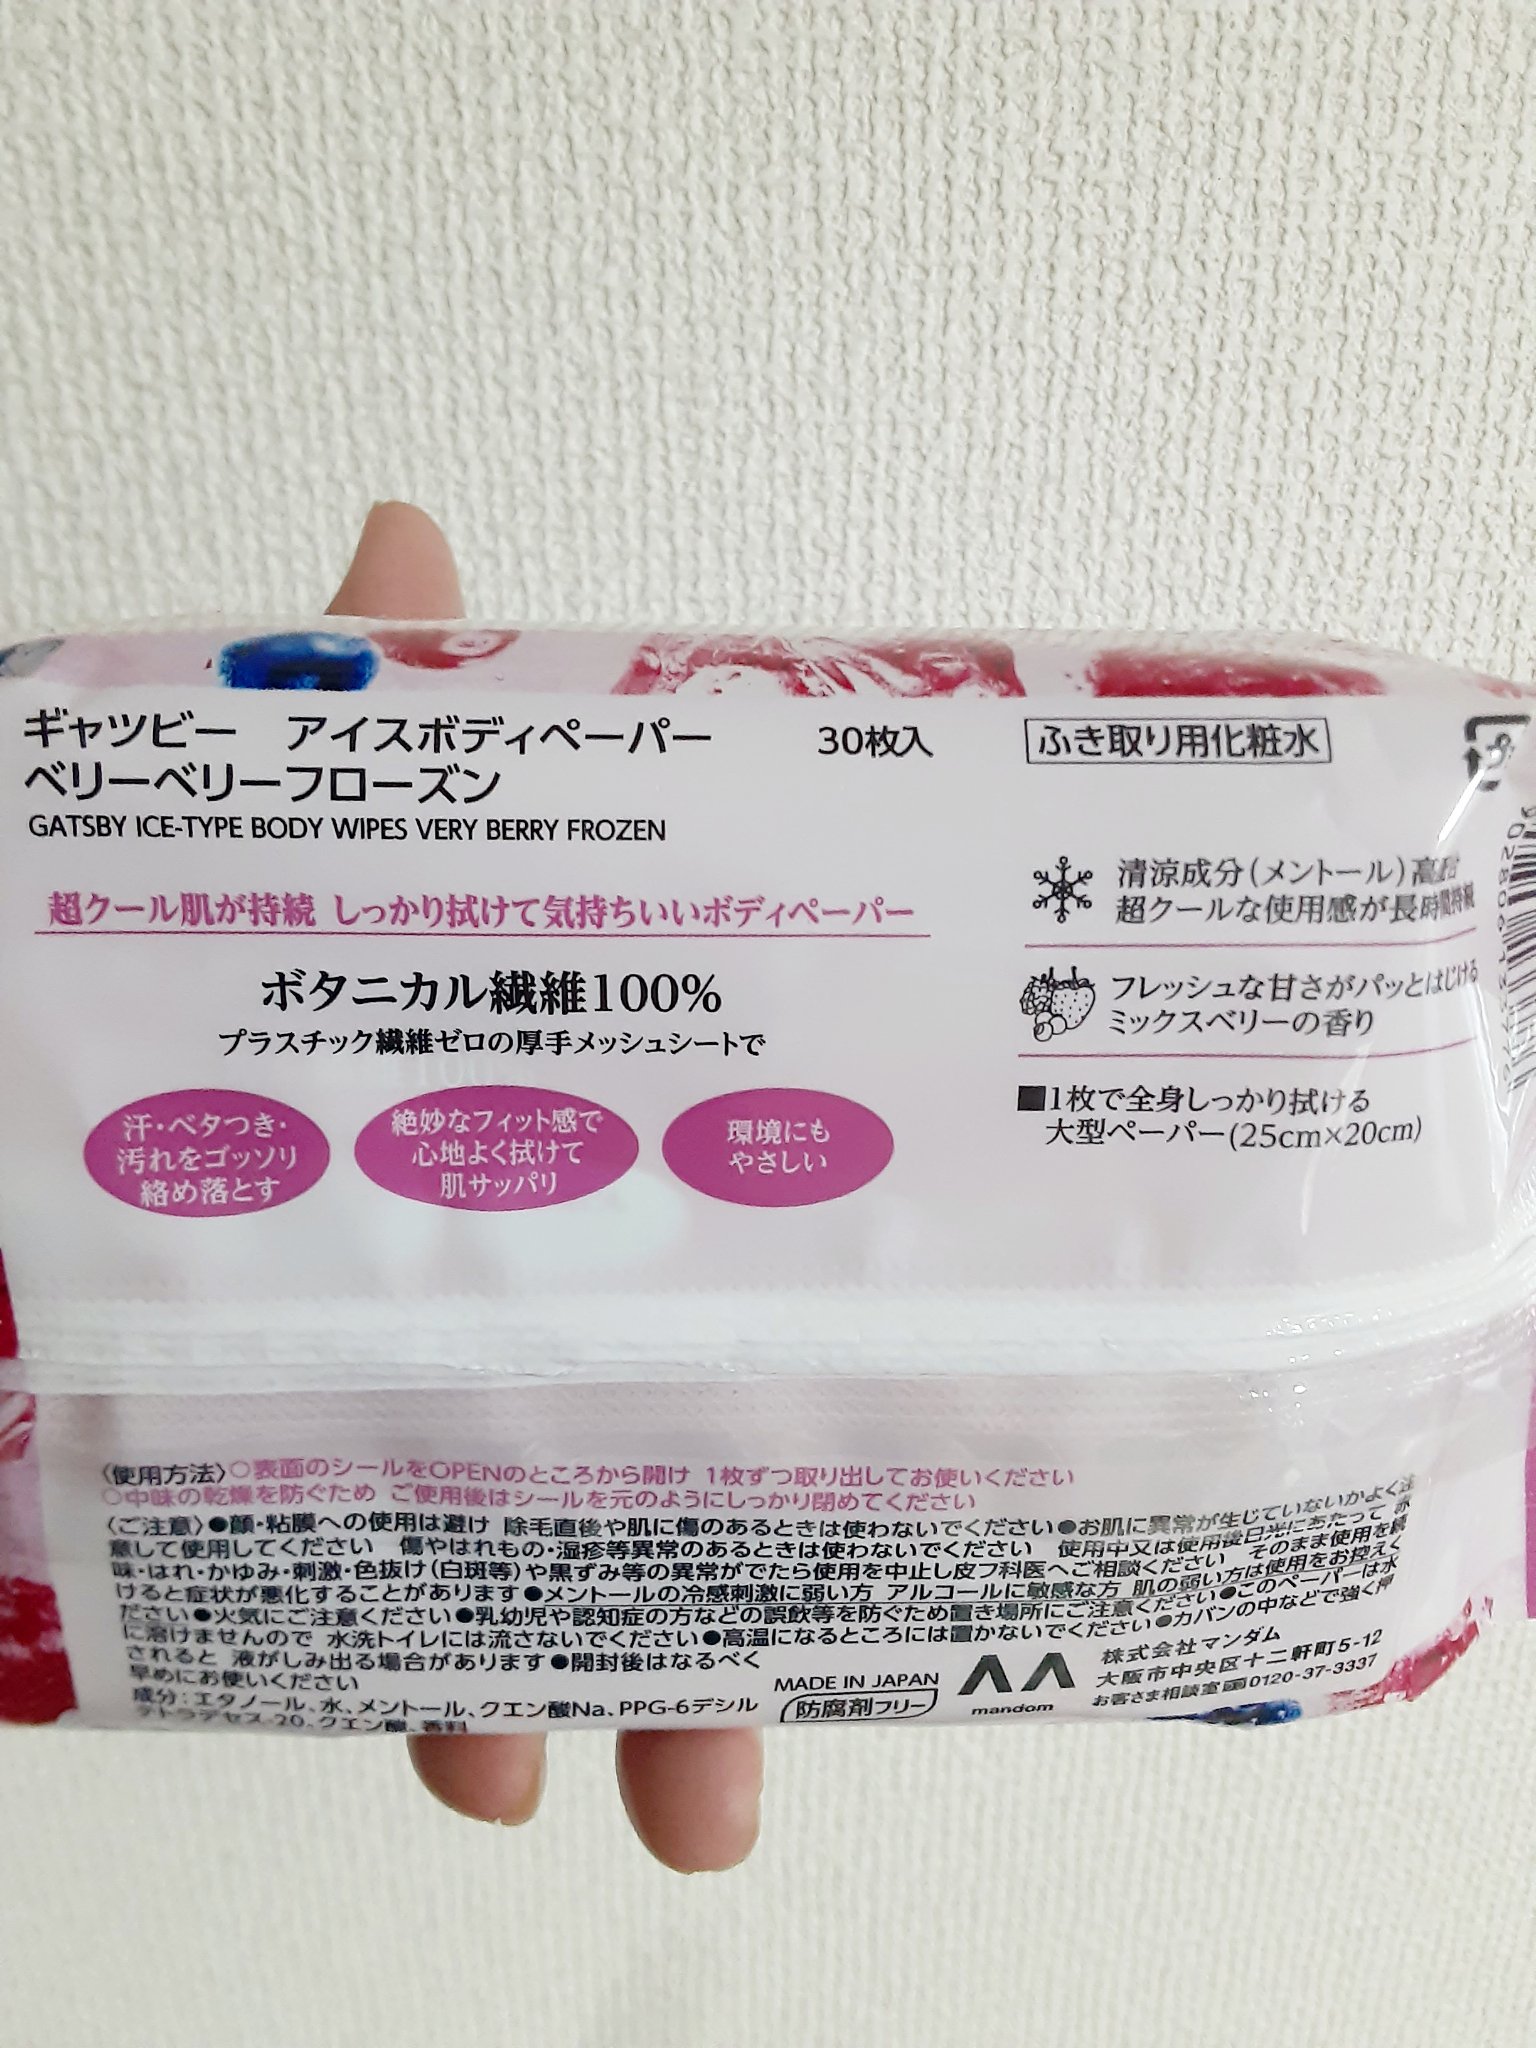 ギャツビー アイスボディペーパー 30枚入
ベリーベリーフローズン
GATSBY ICE-TYPE BODY WIPES VERY BERRY FROZEN
超クール肌が持続 しっかり拭けて気持ちいいボディペーパー
ボタニカル繊維100%
プラスチック繊維ゼロの厚手メッシュシートで
汗・ベタつき・
汚れをゴッソリ
絡め落とす
絶妙なフィット感で
心地よく拭けて
肌サッパリ
環境にも
やさしい
ふき取り用化粧水
清涼成分(メントール)高配
超クールな使用感が長時間持続
フレッシュな甘さがパッとはじける
ミックスベリーの香り
■1枚で全身しっかり拭ける
大型ペーパー(25cm×20cm)
〈使用方法〉○表面のシールをOPENのところから開け 1枚ずつ取り出してお使いください
○中味の乾燥を防ぐため ご使用後はシールを元のようにしっかり閉めてください
〈ご注意〉●顔・粘膜への使用は避け 除毛直後や肌に傷のあるときは使わないでください●お肌に異常が生じていないかよく注
意して使用してください 傷やはれもの・湿疹等異常のあるときは使わないでください 使用中又は使用後日光にあたって 赤
味・はれ・かゆみ・刺激・色抜け(白斑等)や黒ずみ等の異常がでたら使用を中止し皮フ科医へご相談ください そのまま使用を続
けると症状が悪化することがあります●メントールの冷感刺激に弱い方 アルコールに敏感な方 肌の弱い方は使用をお控えく
ださい●火気にご注意ください●乳幼児や認知症の方などの誤飲等を防ぐため置き場所にご注意ください●このペーパーは水
に溶けませんので 水洗トイレには流さないでください●高温になるところには置かないでください●カバンの中などで強く押
されると 液がしみ出る場合があります●開封後はなるべく
早めにお使いください
成分:エタノール、水、メントール、クエン酸Na、PPG-6デシル
テトラデセス-20、クエン酸、香料
MADE IN JAPAN
防腐剤フリー
mandom
株式会社マンダム
大阪市中央区十二軒町5-12
お客さま相談室 0120-37-3337